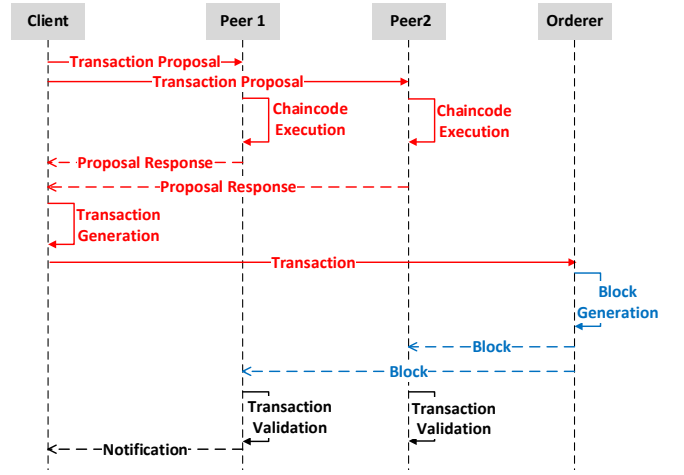 Client
Peer 1
Peer2
Orderer
Transaction Proposal
Transaction Proposal
Chaincode
Execution
Chaincode
Execution
Proposal Response
Proposal Response
Transaction
Generation
Transaction
Block
Generation
Block
Block
Transaction
Validation
Transaction
Validation
Notification